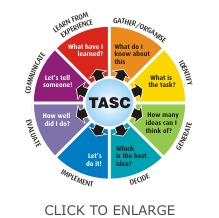 LEARN FROM
EXPERIENCE
GATHER/ORGANISE
IDENTIFY
GENERATE
DECIDE
IMPLEMENT
EVALUATE
COMMUNICATE
What do I
know about
this
What is
the task?
How many
ideas can I
think of?
Which is
the best
idea?
Let's
do it!
How well
did I do?
Let's tell
someone!
What have I
learned?
TASC
CLICK TO ENLARGE